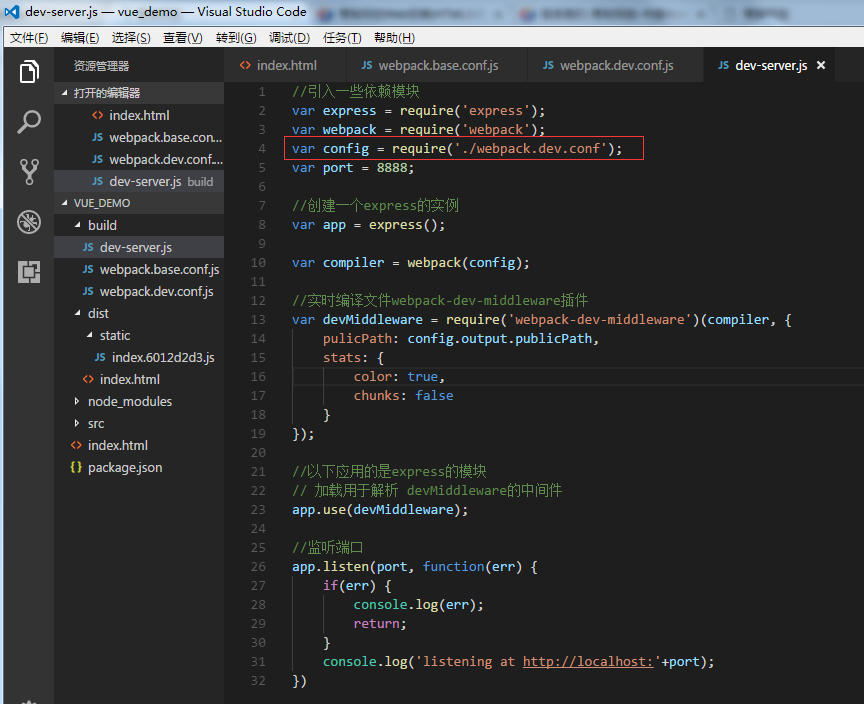 dev-server.js — vue_demo — Visual Studio Code
文件(F) 编辑(E) 选择(S) 查看(V) 转到(G) 调试(D) 任务(T) 帮助(H)
资源管理器
打开的编辑器
index.html
webpack.base.con...
webpack.dev.conf....
dev-server.js build
VUE_DEMO
build
dev-server.js
webpack.base.conf.js
webpack.dev.conf.js
dist
static
index.6012d2d3.js
index.html
node_modules
src
index.html
package.json
index.html webpack.base.conf.js webpack.dev.conf.js dev-server.js
1 //引入一些依赖模块
2 var express = require('express');
3 var webpack = require('webpack');
4 var config = require('./webpack.dev.conf');
5 var port = 8888;
6
7 //创建一个express的实例
8 var app = express();
9
10 var compiler = webpack(config);
11
12 //实时编译文件webpack-dev-middleware插件
13 var devMiddleware = require('webpack-dev-middleware')(compiler, {
14 pulicPath: config.output.publicPath,
15 stats: {
16 color: true,
17 chunks: false
18 }
19 });
20
21 //以下应用的是express的模块
22 // 加载用于解析 devMiddleware的中间件
23 app.use(devMiddleware);
24
25 //监听端口
26 app.listen(port, function(err) {
27 if(err) {
28 console.log(err);
29 return;
30 }
31 console.log('listening at http://localhost:'+port);
32 })